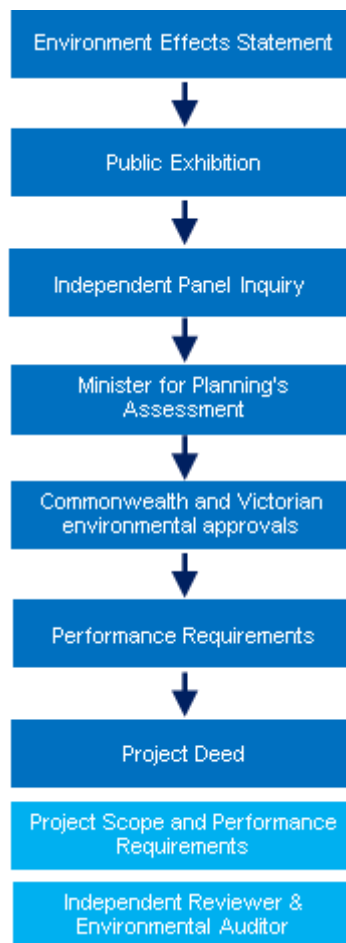 Environment Effects Statement
Public Exhibition
Independent Panel Inquiry
Minister for Planning's
Assessment
Commonwealth and Victorian
environmental approvals
Performance Requirements
Project Deed
Project Scope and Performance
Requirements
Independent Reviewer &
Environmental Auditor